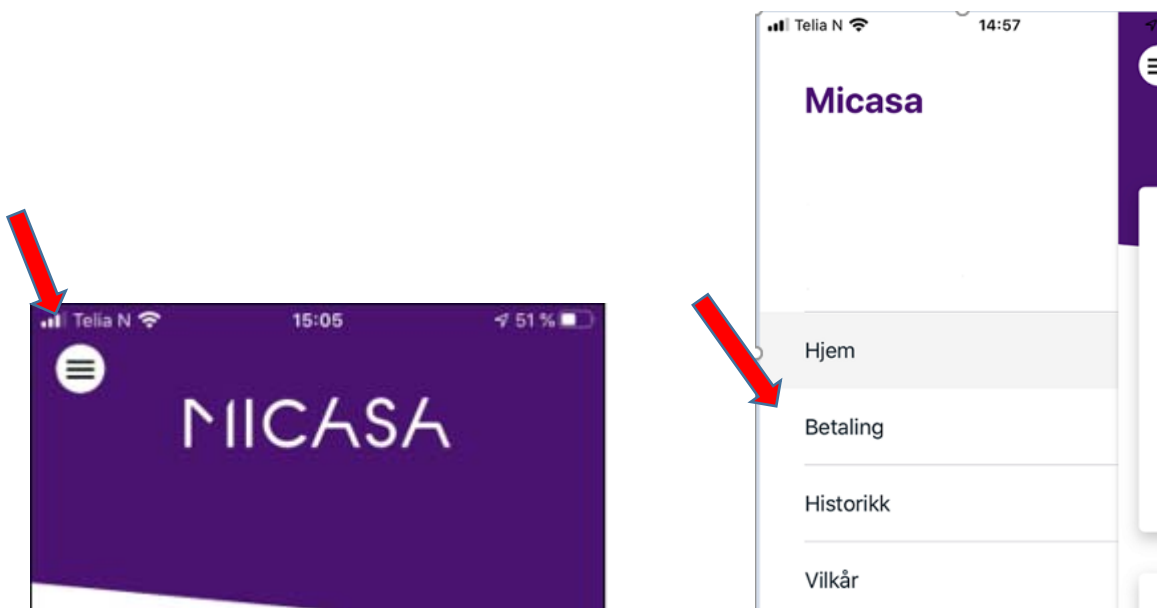 Telia N 15:05 51 %
MICASA
Telia N 14:57
Micasa
Hjem
Betaling
Historikk
Vilkår